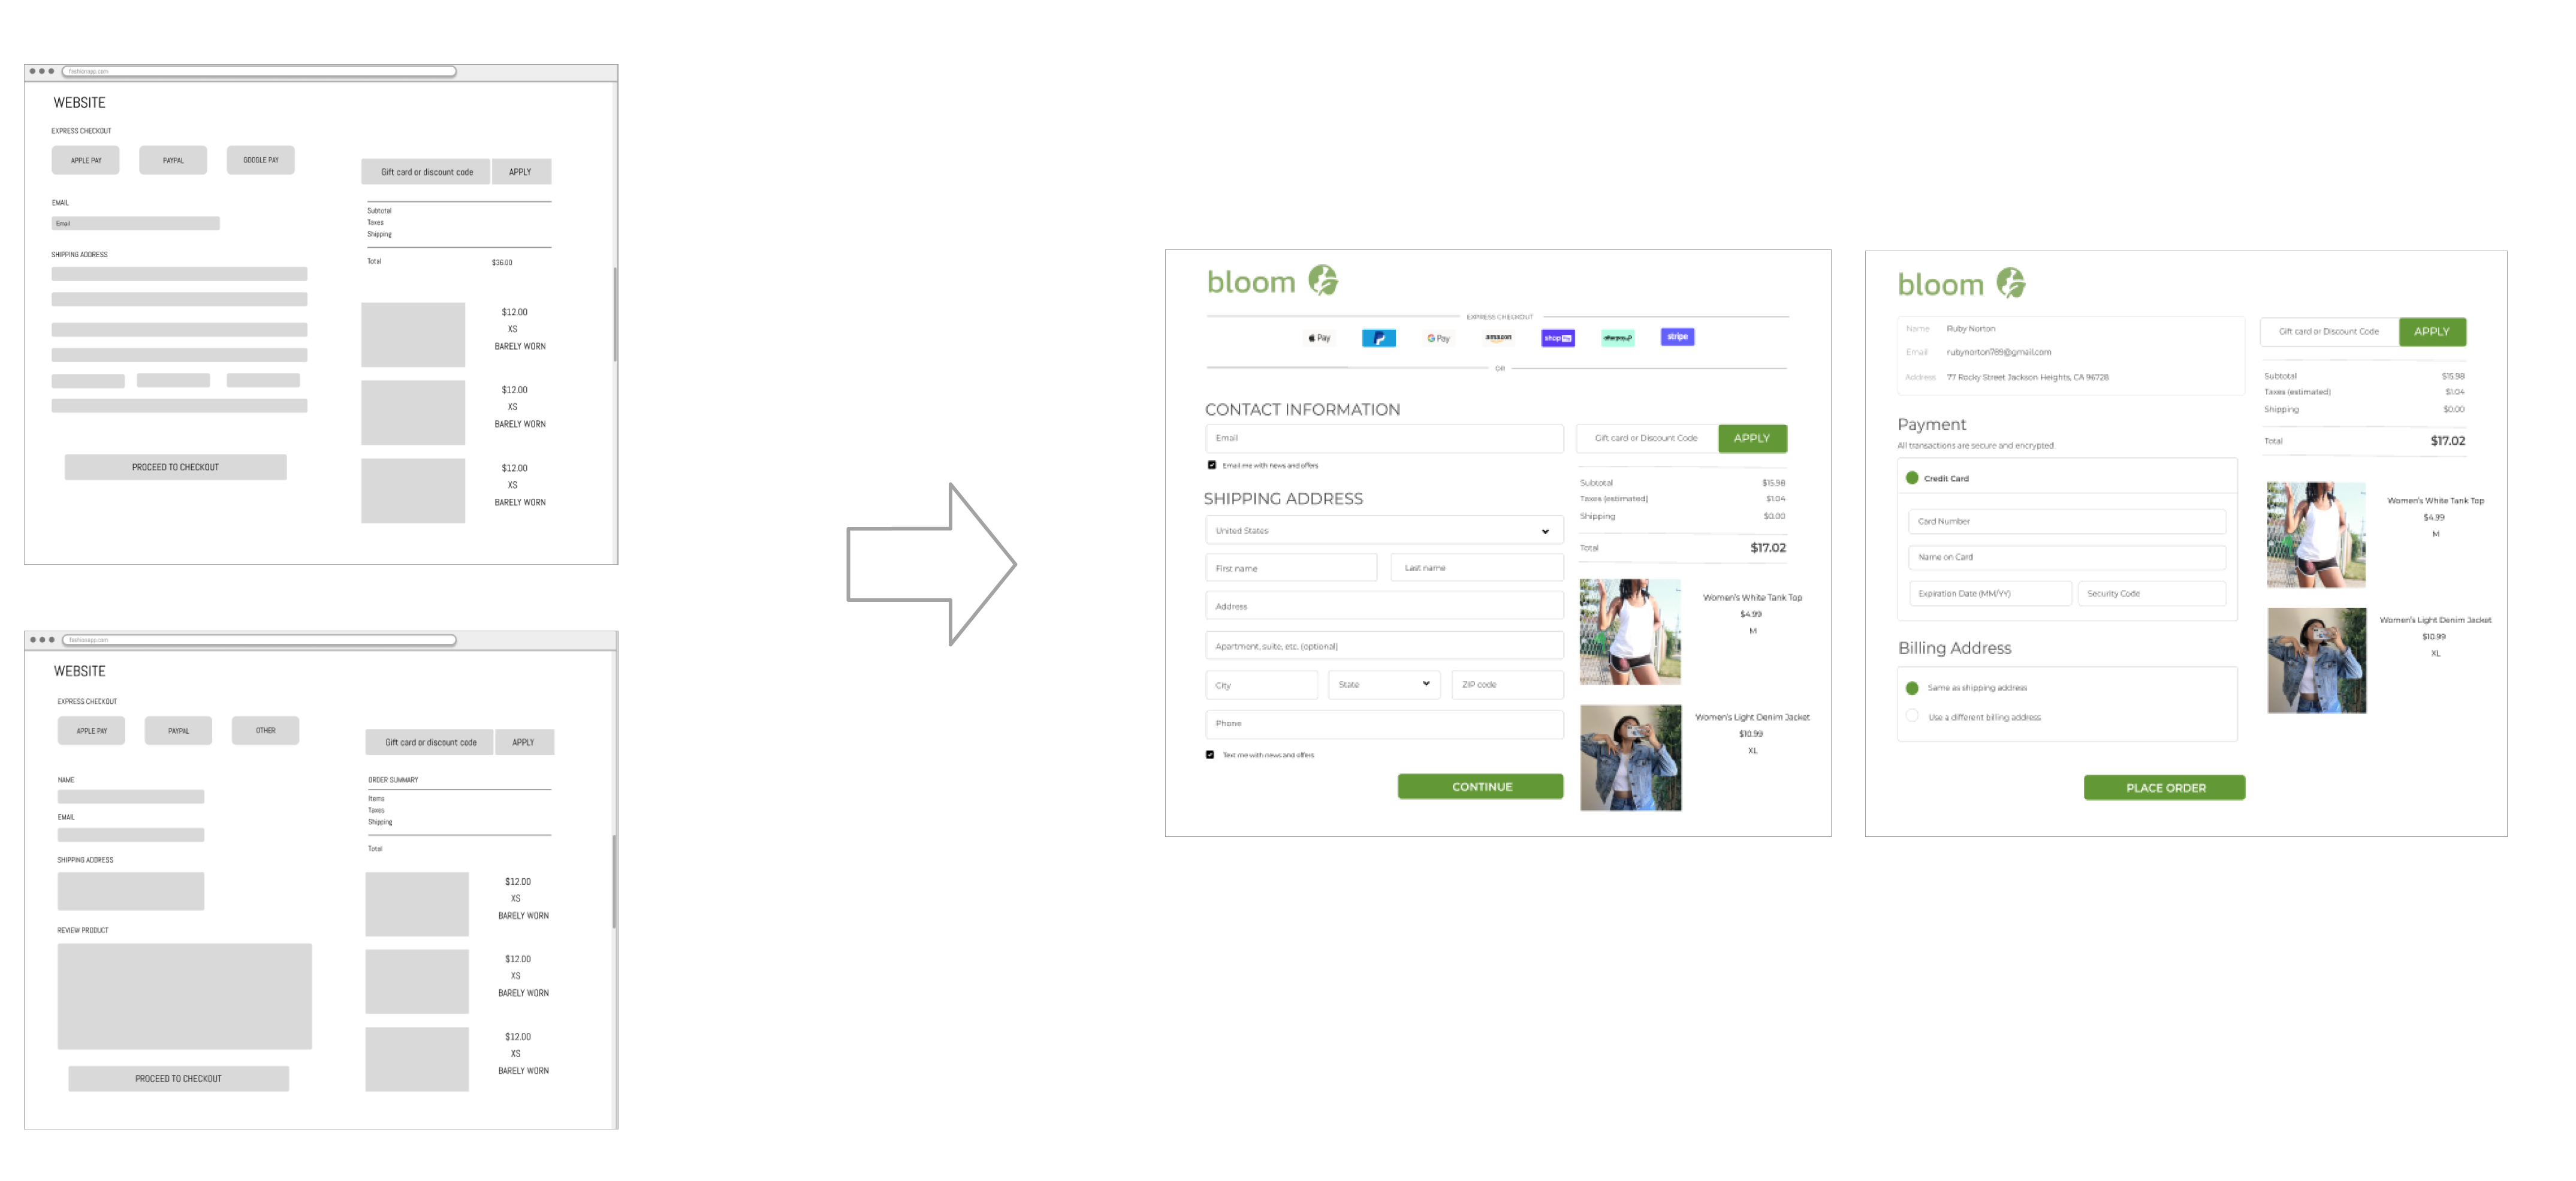 fashionapp.com
WEBSITE
EXPRESS CHECKOUT
APPLE PAY
PAYPAL
GOOGLE PAY
EMAIL
Email
SHIPPING ADDRESS
PROCEED TO CHECKOUT
Gift card or discount code
APPLY
Subtotal
Taxes
Shipping
Total $36.00
$12.00
XS
BARELY WORN
$12.00
XS
BARELY WORN
$12.00
XS
BARELY WORN
fashionapp.com
WEBSITE
EXPRESS CHECKOUT
APPLE PAY
PAYPAL
OTHER
NAME
EMAIL
SHIPPING ADDRESS
REVIEW PRODUCT
PROCEED TO CHECKOUT
Gift card or discount code
APPLY
ORDER SUMMARY
Items
Taxes
Shipping
Total
$12.00
XS
BARELY WORN
$12.00
XS
BARELY WORN
$12.00
XS
BARELY WORN
bloom
EXPRESS CHECKOUT
Pay
G Pay
amazon
shop Pay
afterpay
stripe
OR
CONTACT INFORMATION
Email
Email me with news and offers
SHIPPING ADDRESS
United States
First name
Last name
Address
Apartment, suite, etc. (optional)
City
State
ZIP code
Phone
Text me with news and offers
CONTINUE
Gift card or Discount Code
APPLY
Subtotal $15.98
Taxes (estimated) $1.04
Shipping $0.00
Total $17.02
Women's White Tank Top
$4.99
M
Women's Light Denim Jacket
$10.99
XL
bloom
Name Ruby Norton
Email rubynorton789@gmail.com
Address 77 Rocky Street Jackson Heights, CA 96728
Payment
All transactions are secure and encrypted.
Credit Card
Card Number
Name on Card
Expiration Date (MM/YY)
Security Code
Billing Address
Same as shipping address
Use a different billing address
PLACE ORDER
Gift card or Discount Code
APPLY
Subtotal $15.98
Taxes (estimated) $1.04
Shipping $0.00
Total $17.02
Women's White Tank Top
$4.99
M
Women's Light Denim Jacket
$10.99
XL